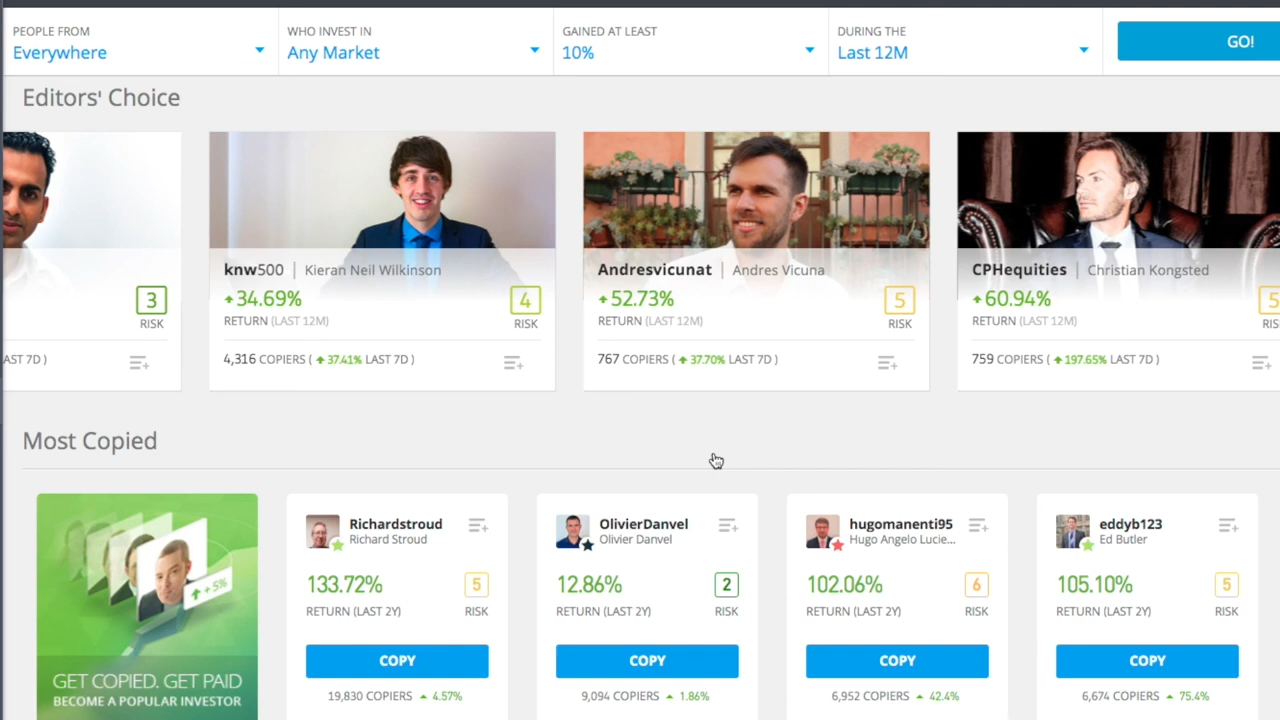 PEOPLE FROM
Everywhere
WHO INVEST IN
Any Market
GAINED AT LEAST
10%
DURING THE
Last 12M
GO!
Editors' Choice
3
RISK
AST 7D )
knw500 | Kieran Neil Wilkinson
34.69%
RETURN (LAST 12M)
4
RISK
4,316 COPIERS ( 37.41% LAST 7D )
Andresvicunat | Andres Vicuna
52.73%
RETURN (LAST 12M)
5
RISK
767 COPIERS ( 37.70% LAST 7D )
CPHequities | Christian Kongsted
60.94%
RETURN (LAST 12M)
5
RIS
759 COPIERS ( 197.65% LAST 7D )
Most Copied
+5%
GET COPIED. GET PAID
BECOME A POPULAR INVESTOR
Richardstroud
Richard Stroud
133.72%
RETURN (LAST 2Y)
5
RISK
COPY
19,830 COPIERS 4.57%
OlivierDanvel
Olivier Danvel
12.86%
RETURN (LAST 2Y)
2
RISK
COPY
9,094 COPIERS 1.86%
hugomanenti95
Hugo Angelo Lucie...
102.06%
RETURN (LAST 2Y)
6
RISK
COPY
6,952 COPIERS 42.4%
eddyb123
Ed Butler
105.10%
RETURN (LAST 2Y)
5
RISK
COPY
6,674 COPIERS 75.4%